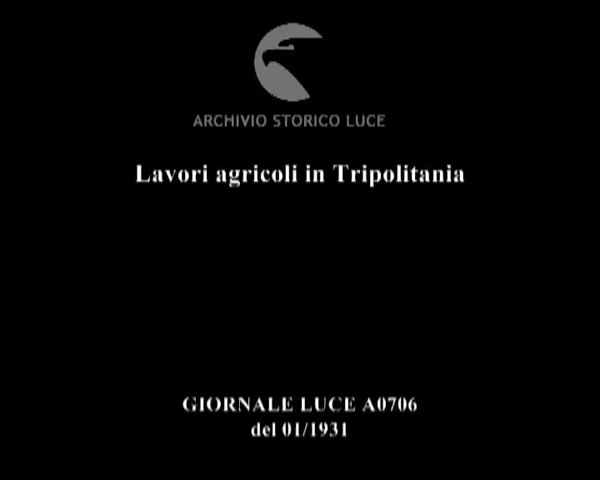 ARCHIVIO STORICO LUCE
Lavori agricoli in Tripolitania
GIORNALE LUCE A0706
del 01/1931